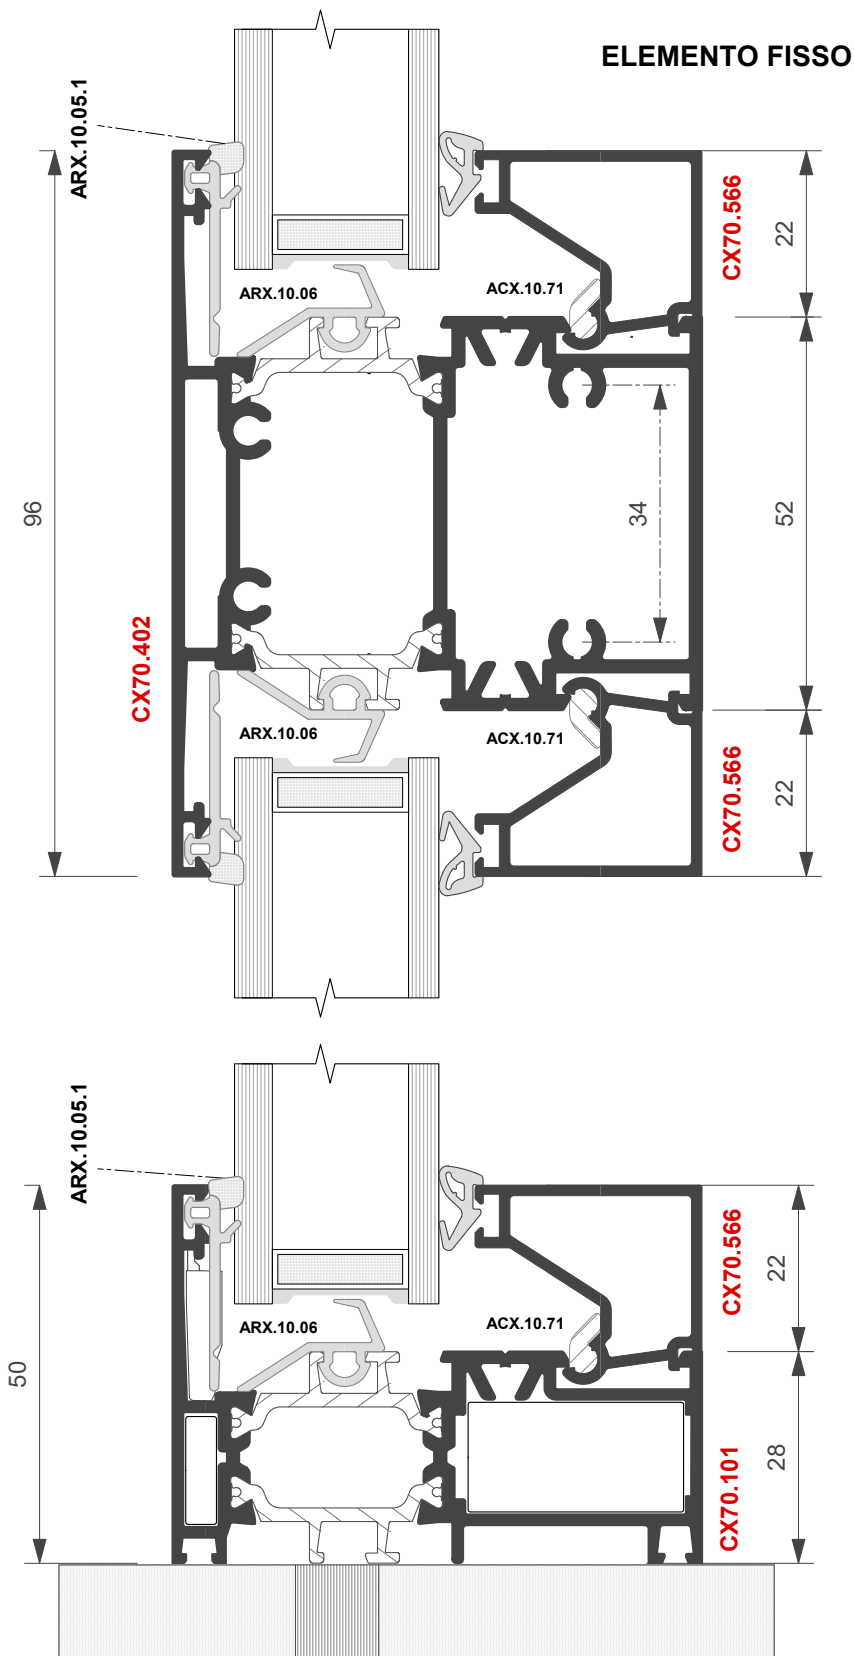 ELEMENTO FISSO
ARX.10.05.1
CX70.566
22
ARX.10.06
ACX.10.71
96
34
52
CX70.402
ARX.10.06
ACX.10.71
CX70.566
22
ARX.10.05.1
CX70.566
22
ARX.10.06
ACX.10.71
50
28
CX70.101